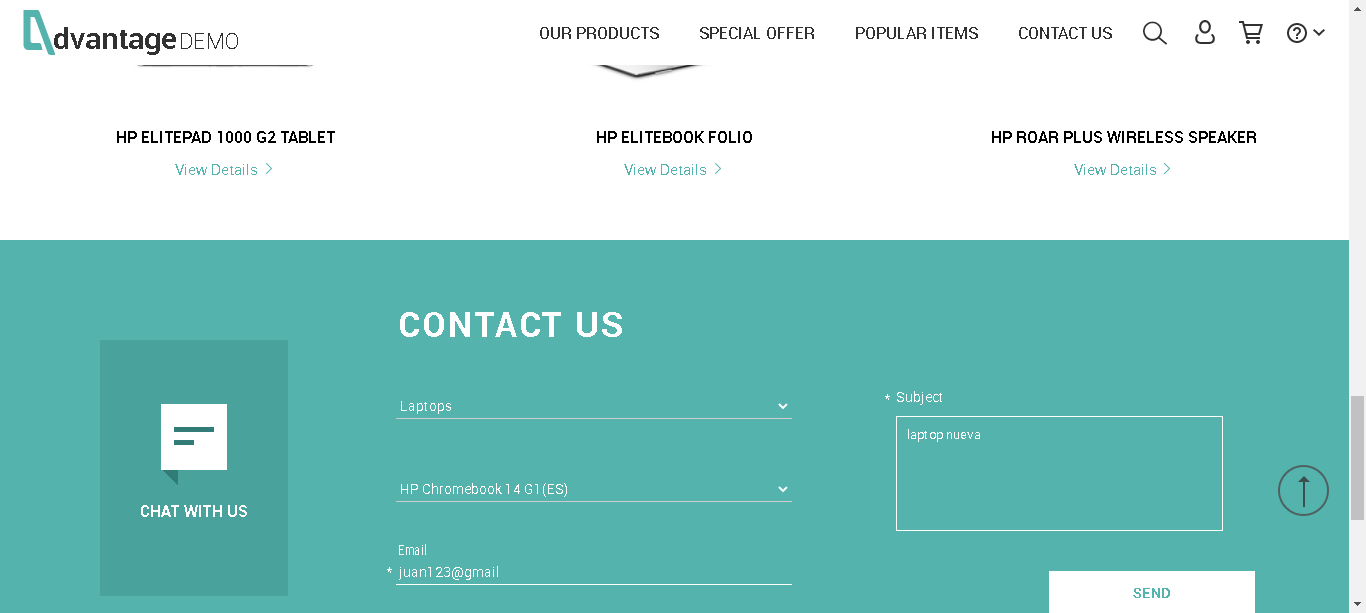 dvantage DEMO
OUR PRODUCTS SPECIAL OFFER POPULAR ITEMS CONTACT US
HP ELITEPAD 1000 G2 TABLET
View Details
HP ELITEBOOK FOLIO
View Details
HP ROAR PLUS WIRELESS SPEAKER
View Details
CONTACT US
CHAT WITH US
Laptops
HP Chromebook 14 G1(ES)
Email
* juan123@gmail
* Subject
laptop nueva
SEND